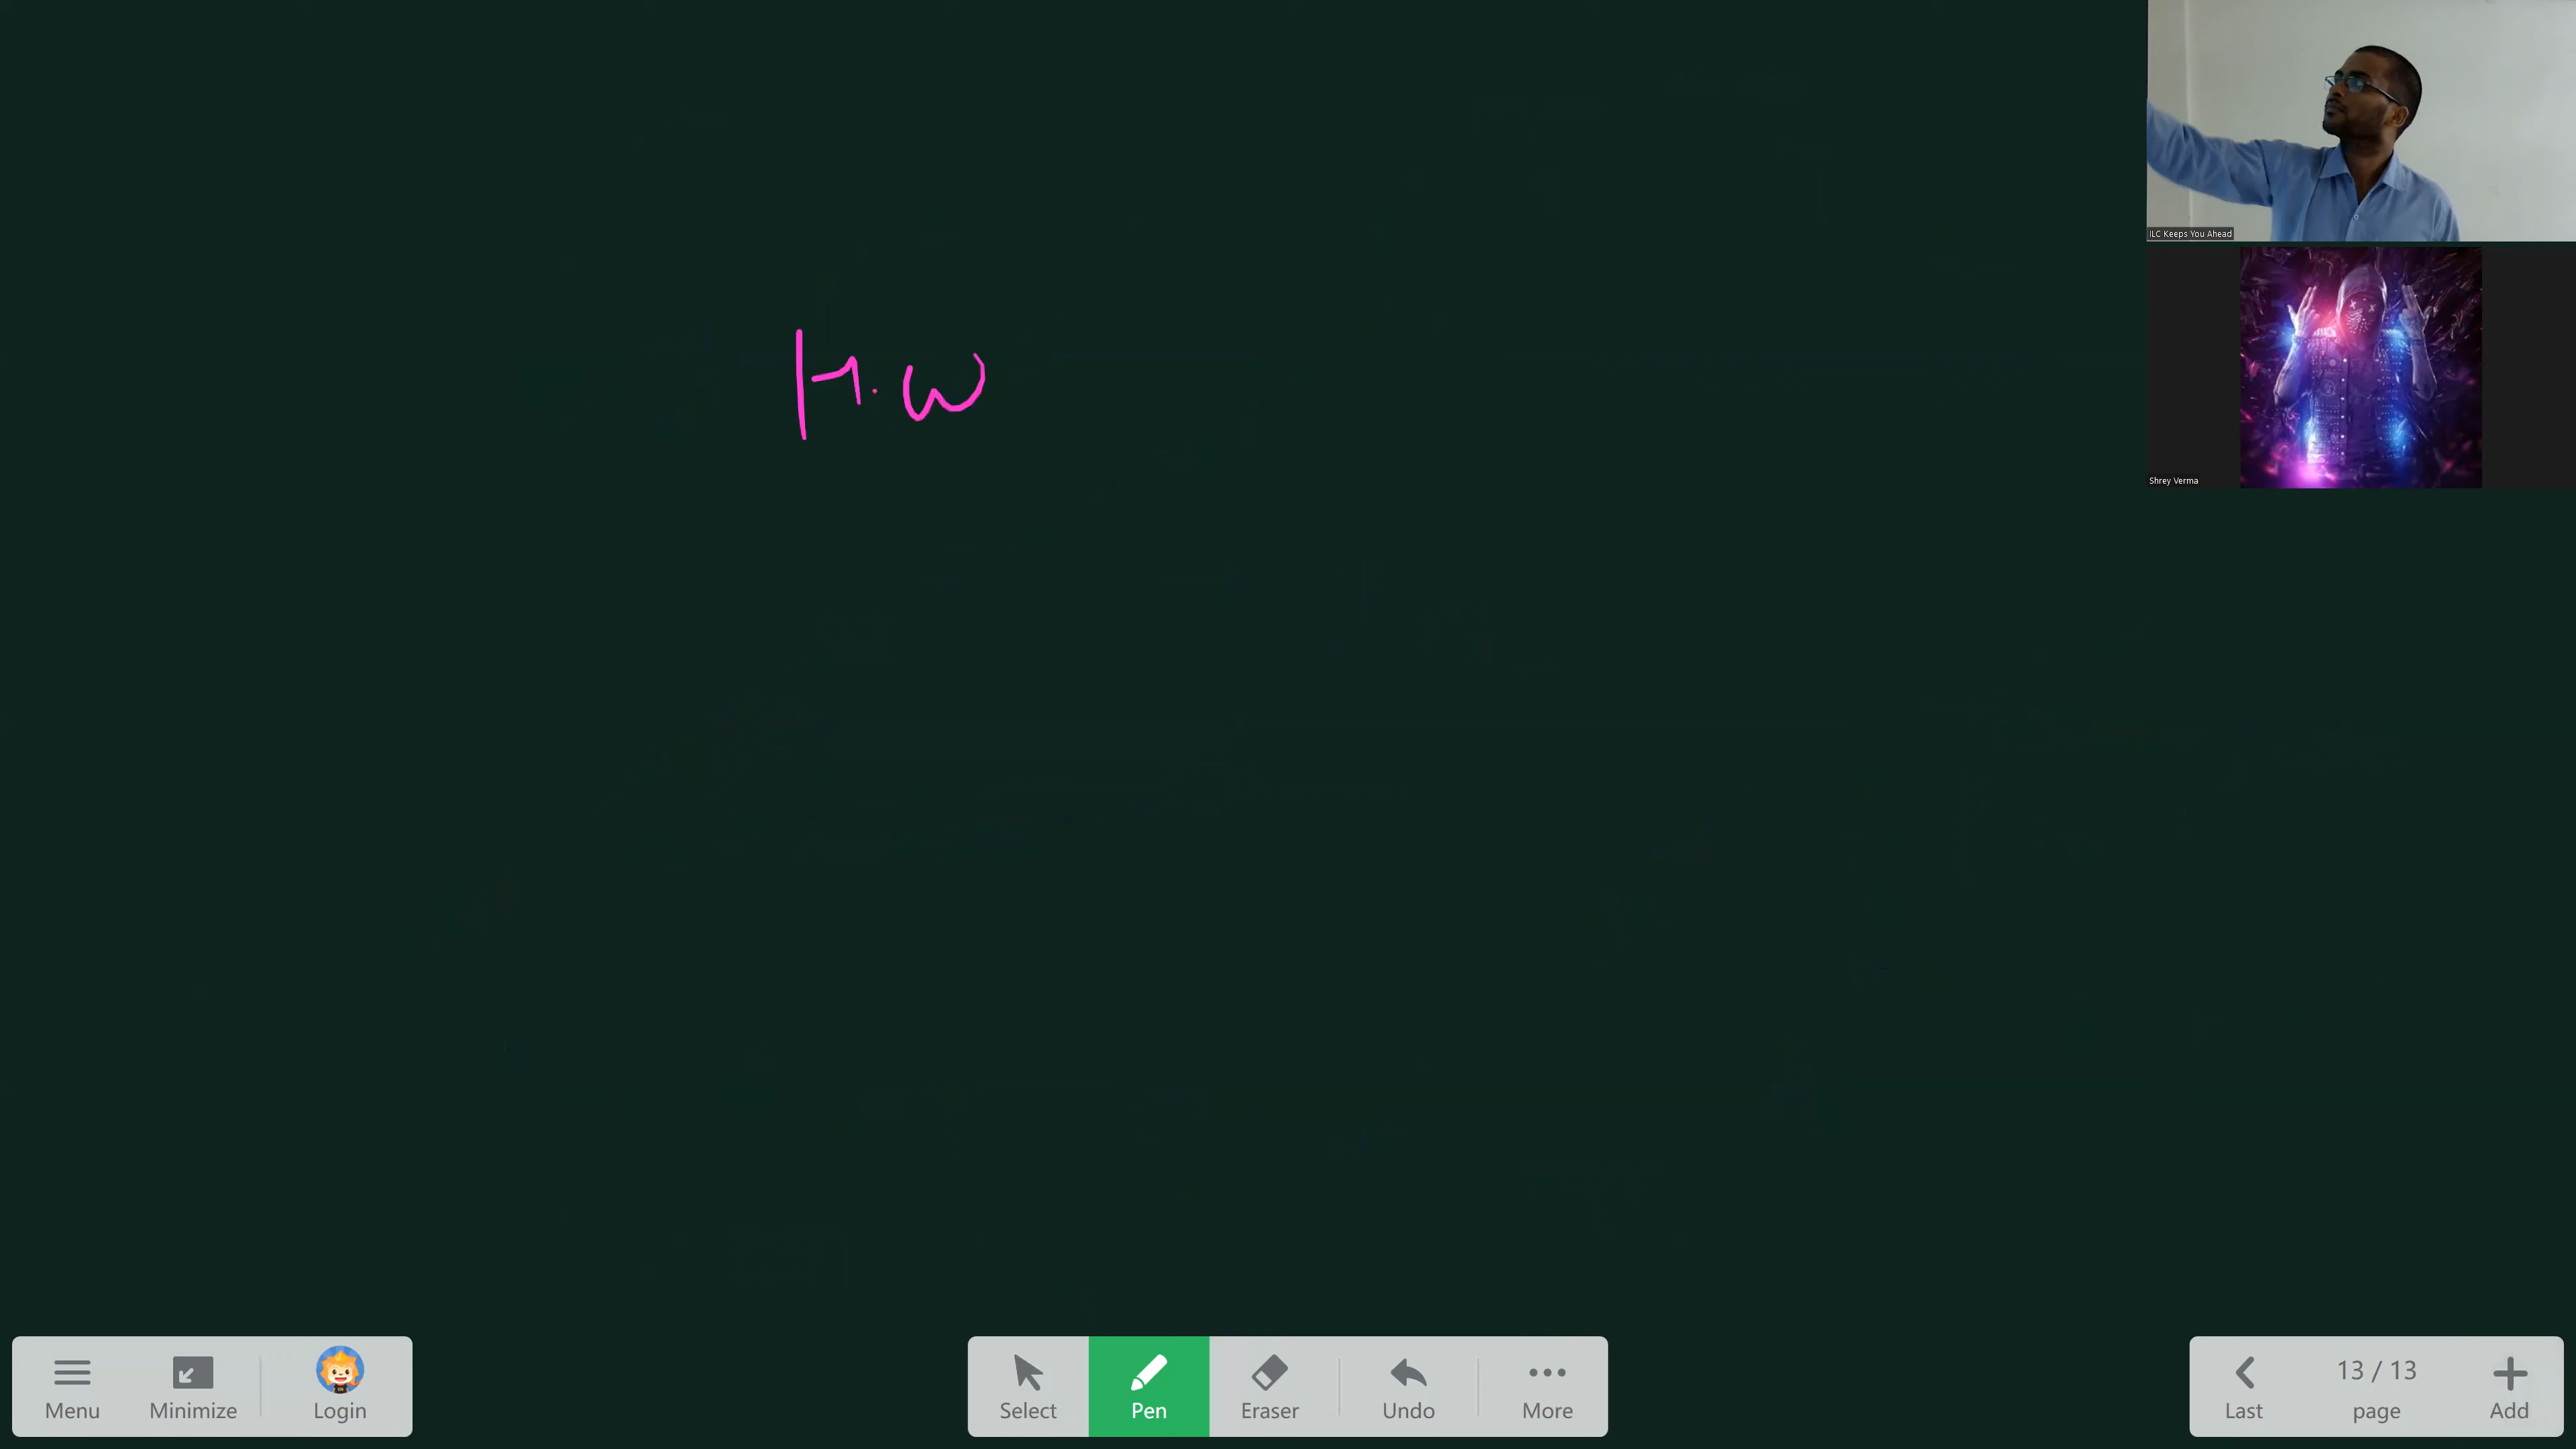 ILC Keeps You Ahead
H.W
Shrey Verma
Menu
Minimize
Login
Select
Pen
Eraser
Undo
More
Last
13 / 13
page
Add